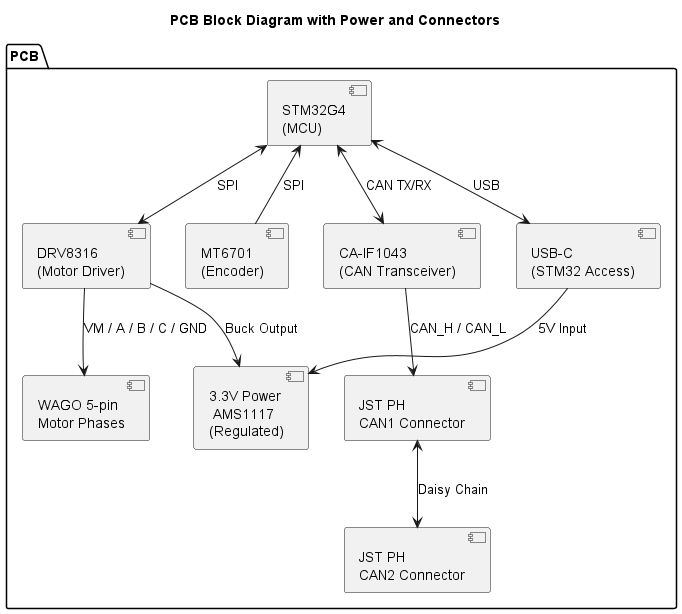 PCB Block Diagram with Power and Connectors
PCB
STM32G4
(MCU)
SPI
SPI
CAN TX/RX
USB
DRV8316
(Motor Driver)
MT6701
(Encoder)
CA-IF1043
(CAN Transceiver)
USB-C
(STM32 Access)
VM / A / B / C / GND
Buck Output
CAN_H / CAN_L
5V Input
WAGO 5-pin
Motor Phases
3.3V Power
AMS1117
(Regulated)
JST PH
CAN1 Connector
Daisy Chain
JST PH
CAN2 Connector